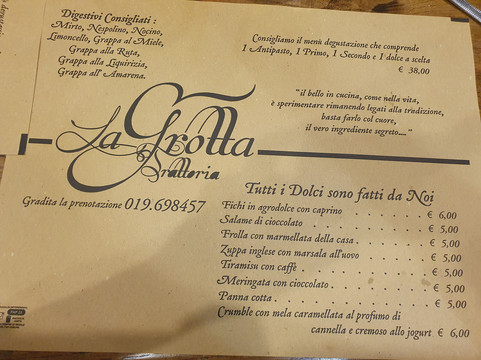 Digestivi Consigliati :
Mirto, Nespolino, Nocino,
Limoncello, Grappa al Miele,
Grappa alla Ruta,
Grappa alla Liquirizia,
Grappa all' Amarena.
Consigliamo il menù degustazione che comprende
1 Antipasto, 1 Primo, 1 Secondo e 1 dolce a scelta
€ 38,00
"il bello in cucina, come nella vita,
è sperimentare rimanendo legati alla tradizione,
basta farlo col cuore,
il vero ingrediente segreto...."
La Grotta
Trattoria
Gradita la prenotazione 019.698457
Tutti i Dolci sono fatti da Noi
Fichi in agrodolce con caprino . . . . . . . . € 6,00
Salame di cioccolato . . . . . . . . . . € 5,00
Frolla con marmellata della casa . . . . . . . € 5,00
Zuppa inglese con marsala all'uovo . . . . . . € 5,00
Tiramisu con caffè . . . . . . . . . . . € 5,00
Meringata con cioccolato . . . . . . . . . € 5,00
Panna cotta . . . . . . . . . . . . . € 5,00
Crumble con mela caramellata al profumo di
cannella e cremoso allo jogurt € 6,00